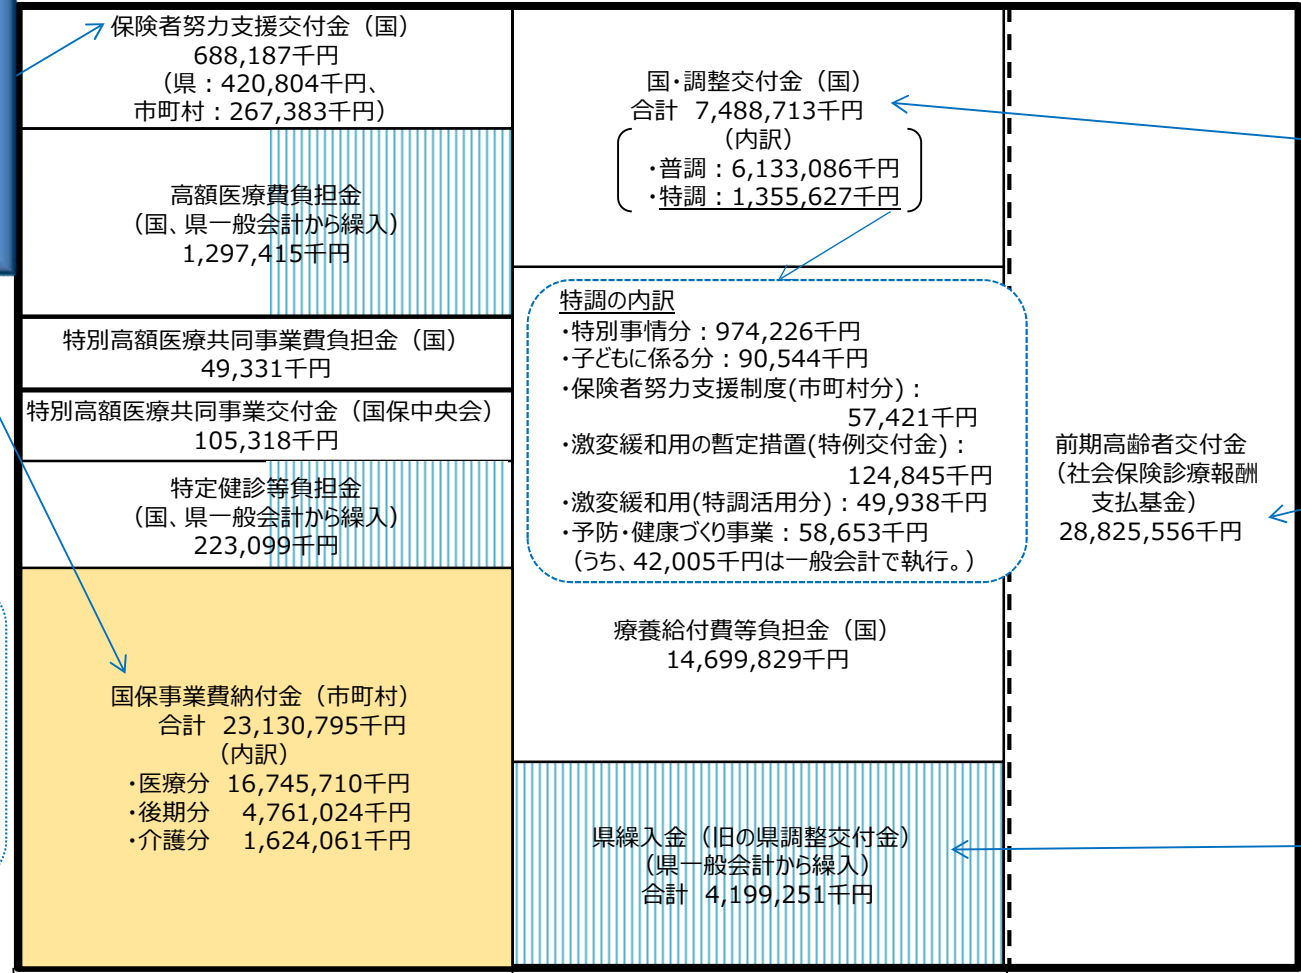 保険者努力支援交付金（国）
688,187千円
（県：420,804千円、
市町村：267,383千円）
高額医療費負担金
（国、県一般会計から繰入）
1,297,415千円
特別高額医療共同事業費負担金（国）
49,331千円
特別高額医療共同事業交付金（国保中央会）
105,318千円
特定健診等負担金
（国、県一般会計から繰入）
223,099千円
国保事業費納付金（市町村）
合計 23,130,795千円
（内訳）
・医療分 16,745,710千円
・後期分 4,761,024千円
・介護分 1,624,061千円
国・調整交付金（国）
合計 7,488,713千円
（内訳）
・普調：6,133,086千円
・特調：1,355,627千円
特調の内訳
・特別事情分：974,226千円
・子どもに係る分：90,544千円
・保険者努力支援制度(市町村分)：
57,421千円
・激変緩和用の暫定措置(特例交付金)：
124,845千円
・激変緩和用(特調活用分)：49,938千円
・予防・健康づくり事業：58,653千円
（うち、42,005千円は一般会計で執行。）
療養給付費等負担金（国）
14,699,829千円
県繰入金（旧の県調整交付金）
（県一般会計から繰入）
合計 4,199,251千円
前期高齢者交付金
（社会保険診療報酬
支払基金）
28,825,556千円